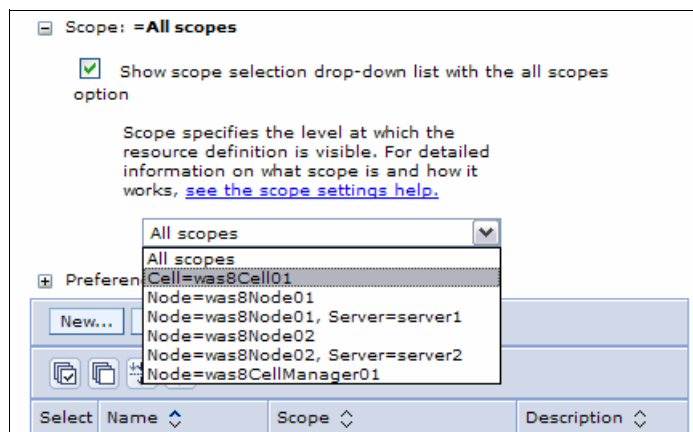 Scope: =All scopes
Show scope selection drop-down list with the all scopes
option
Scope specifies the level at which the
resource definition is visible. For detailed
information on what scope is and how it
works, see the scope settings help.
All scopes
All scopes
Cell=was8Cell01
Node=was8Node01
Node=was8Node01, Server=server1
Node=was8Node02
Node=was8Node02, Server=server2
Node=was8CellManager01
Preferen
New...
Select Name Scope Description